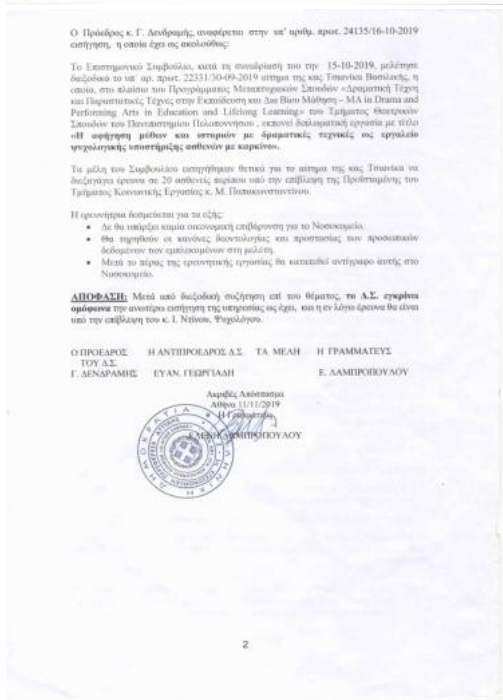 Ο Πρόεδρος κ. Γ. Δενδραμής, αναφέρεται στην υπ' αριθμ. πρωτ. 24135/16-10-2019
εισήγηση, η οποία έχει ως ακολούθως:
Το Επιστημονικό Συμβούλιο, κατά τη συνεδρίασή του την 15-10-2019, μελέτησε
διεξοδικά το υπ' αρ. πρωτ. 22331/30-09-2019 αίτημα της κας Τσωνίκα Βασιλικής, η
οποία, στο πλαίσιο του Προγράμματος Μεταπτυχιακών Σπουδών «Δραματική Τέχνη
και Παραστατικές Τέχνες στην Εκπαίδευση και Δια Βίου Μάθηση – MA in Drama and
Performing Arts in Education and Lifelong Learning» του Τμήματος Θεατρικών
Σπουδών του Πανεπιστημίου Πελοποννήσου , εκπονεί διπλωματική εργασία με τίτλο
«Η αφήγηση μύθων και ιστοριών με δραματικές τεχνικές ως εργαλείο
ψυχολογικής υποστήριξης ασθενών με καρκίνο».
Τα μέλη του Συμβουλίου εισηγήθηκαν θετικά για το αίτημα της κας Τσωνίκα να
διεξαγάγει έρευνα σε 20 ασθενείς περίπου υπό την επίβλεψη της Προϊσταμένης του
Τμήματος Κοινωνικής Εργασίας κ. Μ. Παπακωνσταντίνου.
Η ερευνήτρια δεσμεύεται για τα εξής:
• Δε θα υπάρξει καμία οικονομική επιβάρυνση για το Νοσοκομείο.
• Θα τηρηθούν οι κανόνες δεοντολογίας και προστασίας των προσωπικών
δεδομένων των εμπλεκομένων στη μελέτη.
• Μετά το πέρας της ερευνητικής εργασίας θα κατατεθεί αντίγραφο αυτής στο
Νοσοκομείο.
ΑΠΟΦΑΣΗ: Μετά από διεξοδική συζήτηση επί του θέματος, το Δ.Σ. εγκρίνει
ομόφωνα την ανωτέρω εισήγηση της υπηρεσίας ως έχει, και η εν λόγω έρευνα θα είναι
υπό την επίβλεψη του κ. Ι. Ντίνου, Ψυχολόγου.
Ο ΠΡΟΕΔΡΟΣ Η ΑΝΤΙΠΡΟΕΔΡΟΣ Δ.Σ. ΤΑ ΜΕΛΗ Η ΓΡΑΜΜΑΤΕΥΣ
ΤΟΥ Δ.Σ.
Γ. ΔΕΝΔΡΑΜΗΣ ΕΥΑΝ. ΓΕΩΡΓΙΑΔΗ Ε. ΛΑΜΠΡΟΠΟΥΛΟΥ
Ακριβές Απόσπασμα
Αθήνα 11/11/2019
Η Γραμματέας
ΕΛΕΝΗ ΛΑΜΠΡΟΠΟΥΛΟΥ
2